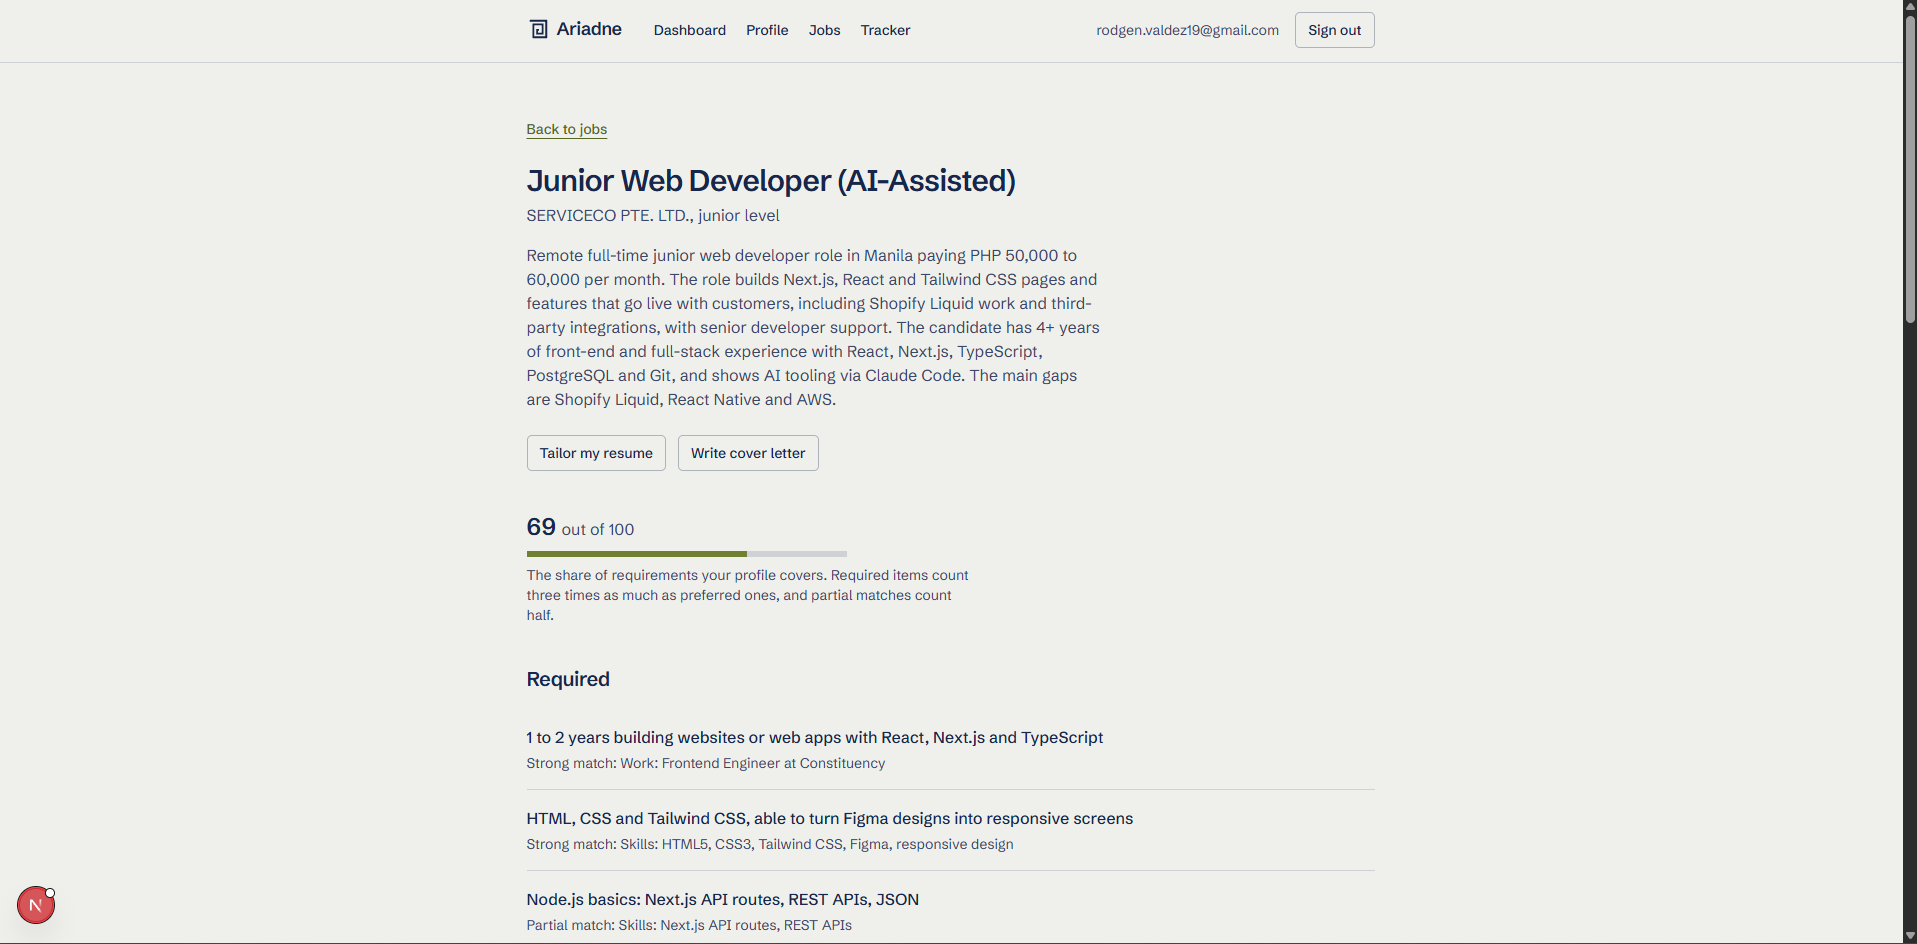 Ariadne
Dashboard
Profile
Jobs
Tracker
rodgen.valdez19@gmail.com
Sign out
Back to jobs
Junior Web Developer (AI-Assisted)
SERVICECO PTE. LTD., junior level
Remote full-time junior web developer role in Manila paying PHP 50,000 to
60,000 per month. The role builds Next.js, React and Tailwind CSS pages and
features that go live with customers, including Shopify Liquid work and third-
party integrations, with senior developer support. The candidate has 4+ years
of front-end and full-stack experience with React, Next.js, TypeScript,
PostgreSQL and Git, and shows AI tooling via Claude Code. The main gaps
are Shopify Liquid, React Native and AWS.
Tailor my resume
Write cover letter
69 out of 100
The share of requirements your profile covers. Required items count
three times as much as preferred ones, and partial matches count
half.
Required
1 to 2 years building websites or web apps with React, Next.js and TypeScript
Strong match: Work: Frontend Engineer at Constituency
HTML, CSS and Tailwind CSS, able to turn Figma designs into responsive screens
Strong match: Skills: HTML5, CSS3, Tailwind CSS, Figma, responsive design
Node.js basics: Next.js API routes, REST APIs, JSON
Partial match: Skills: Next.js API routes, REST APIs
N